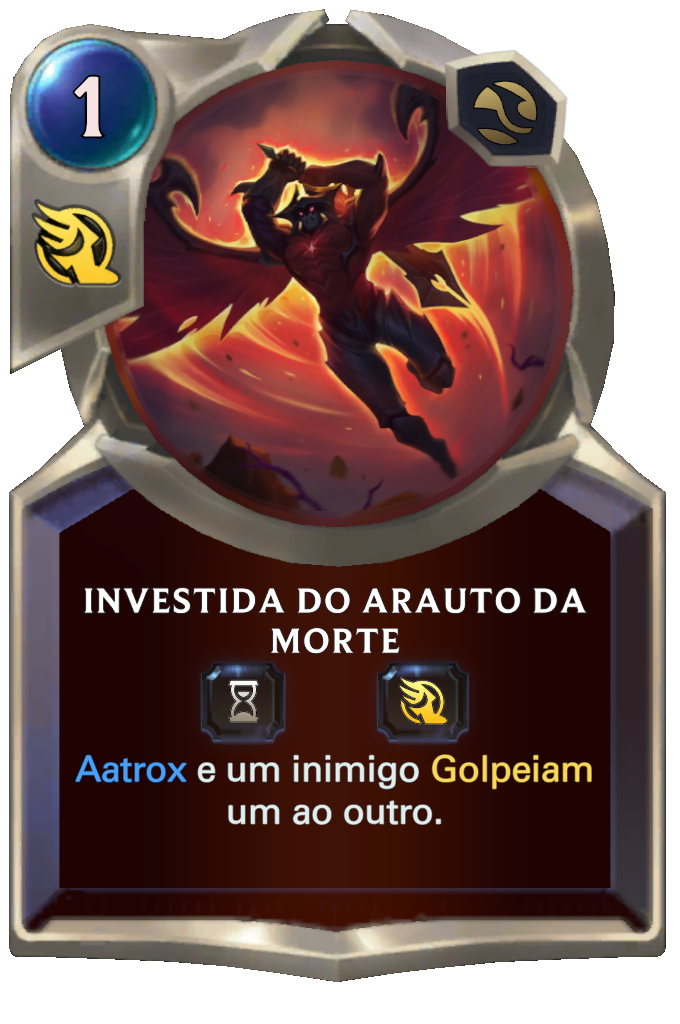 1
INVESTIDA DO ARAUTO DA
MORTE
Aatrox e um inimigo Golpeiam
um ao outro.